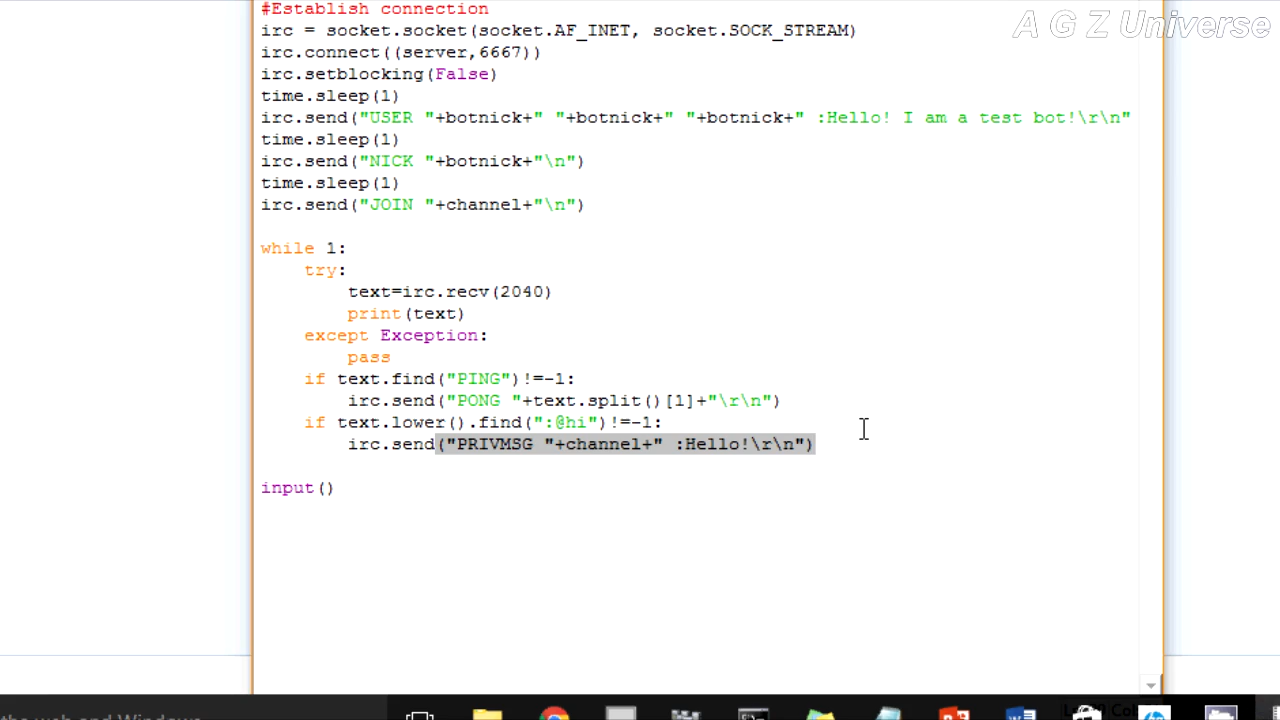 #Establish connection
A G Z Universe
irc = socket.socket(socket.AF_INET, socket.SOCK_STREAM)
irc.connect((server,6667))
irc.setblocking(False)
time.sleep(1)
irc.send("USER "+botnick+" "+botnick+" "+botnick+" :Hello! I am a test bot!\r\n"
time.sleep(1)
irc.send("NICK "+botnick+"\n")
time.sleep(1)
irc.send("JOIN "+channel+"\n")
while 1:
    try:
        text=irc.recv(2040)
        print(text)
    except Exception:
        pass
    if text.find("PING")!=-1:
        irc.send("PONG "+text.split()[1]+"\r\n")
    if text.lower().find(":@hi")!=-1:
        irc.send("PRIVMSG "+channel+" :Hello!\r\n")
input()
the web and Windows